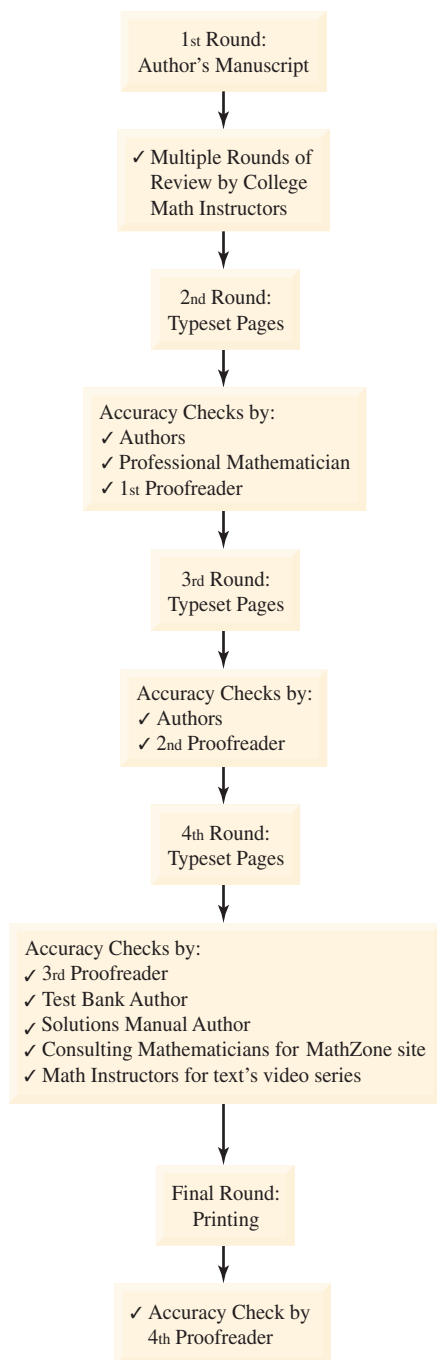 1st Round:
Author's Manuscript
✓ Multiple Rounds of
Review by College
Math Instructors
2nd Round:
Typeset Pages
Accuracy Checks by:
✓ Authors
✓ Professional Mathematician
✓ 1st Proofreader
3rd Round:
Typeset Pages
Accuracy Checks by:
✓ Authors
✓ 2nd Proofreader
4th Round:
Typeset Pages
Accuracy Checks by:
✓ 3rd Proofreader
✓ Test Bank Author
✓ Solutions Manual Author
✓ Consulting Mathematicians for MathZone site
✓ Math Instructors for text's video series
Final Round:
Printing
✓ Accuracy Check by
4th Proofreader